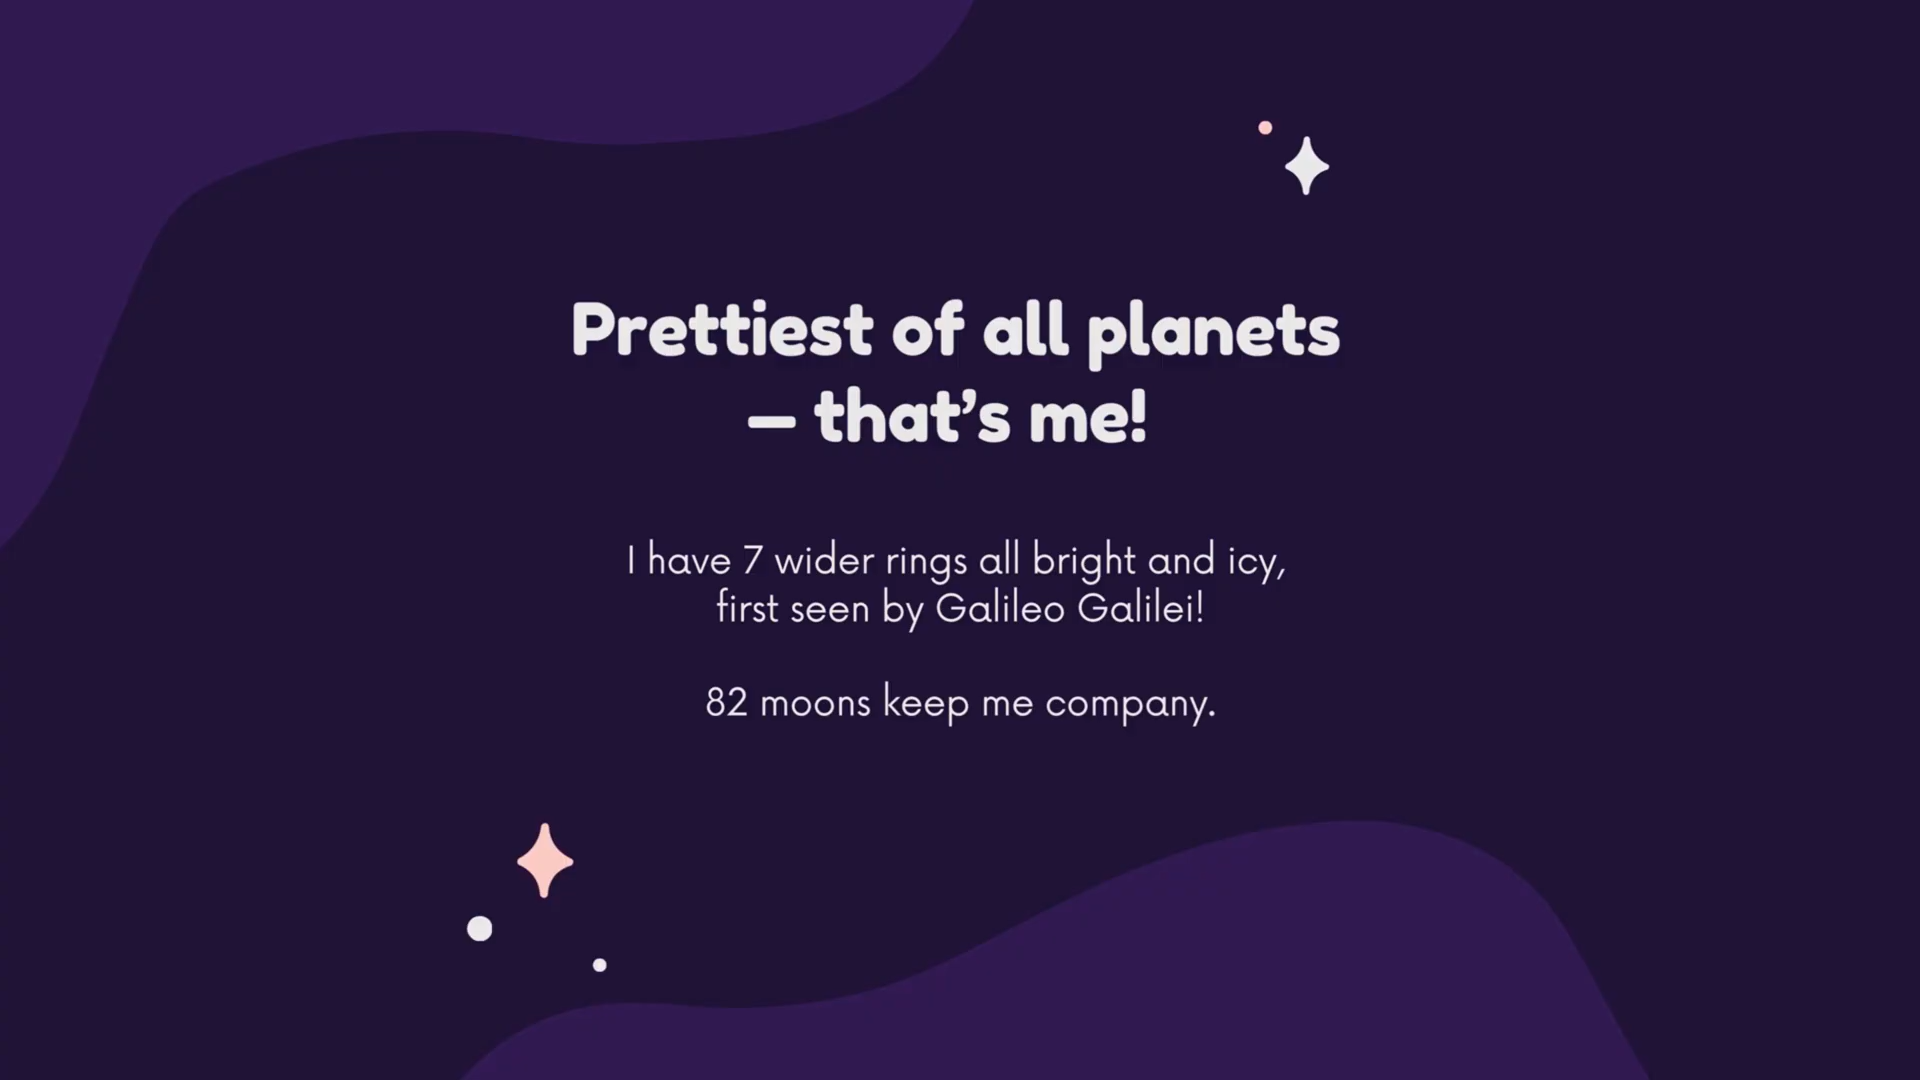 Prettiest of all planets
– that’s me!
I have 7 wider rings all bright and icy,
first seen by Galileo Galilei!
82 moons keep me company.